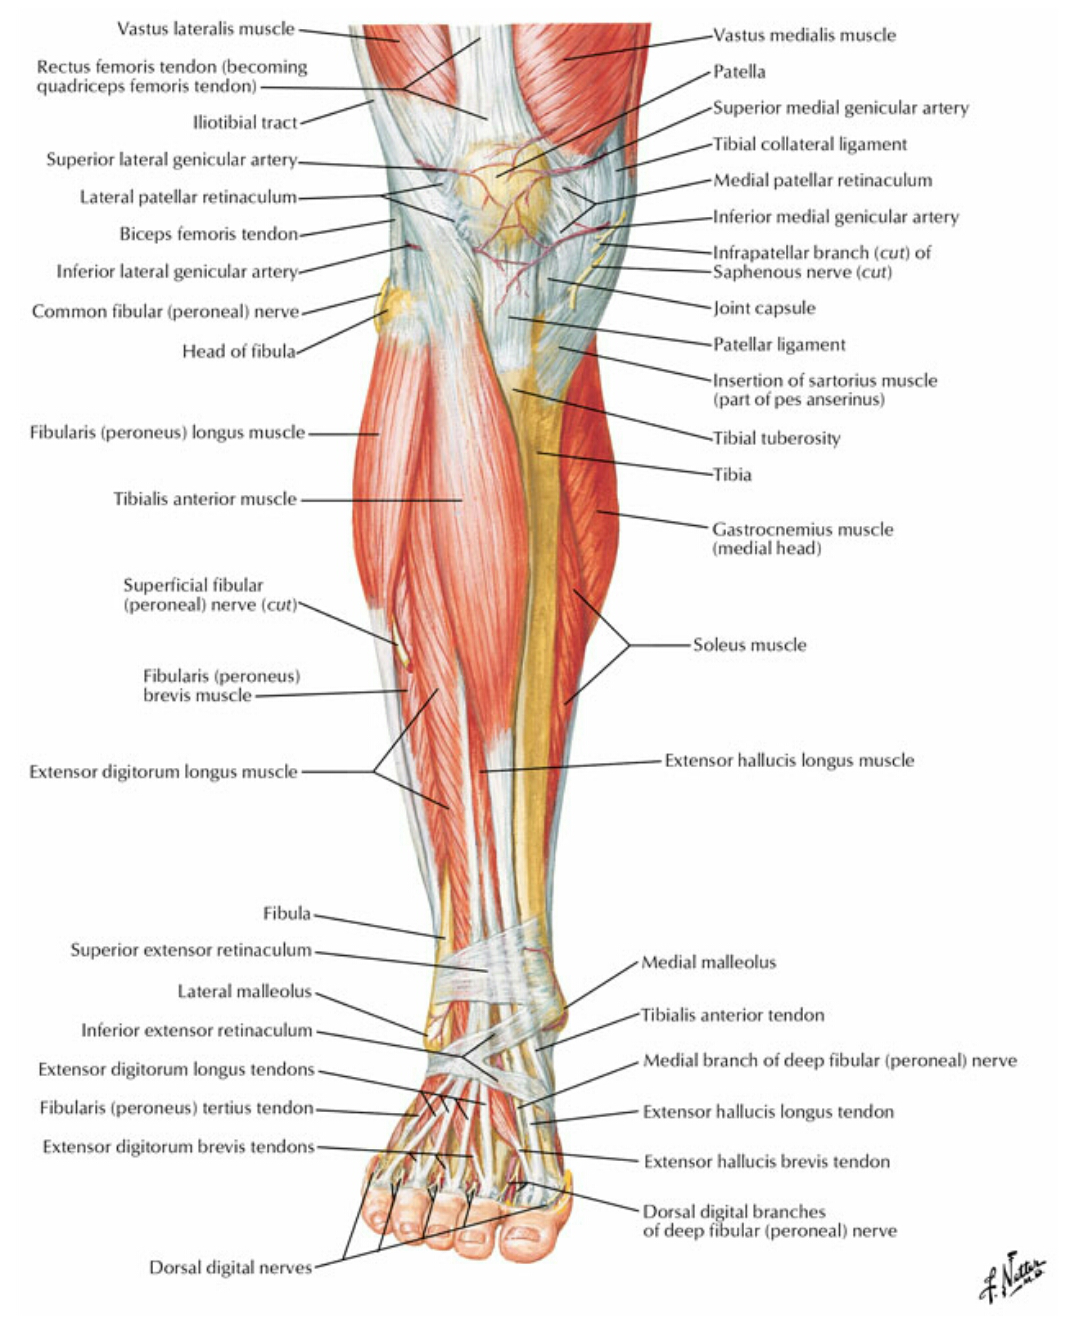 Vastus lateralis muscle
Rectus femoris tendon (becoming
quadriceps femoris tendon)
Iliotibial tract
Superior lateral genicular artery
Lateral patellar retinaculum
Biceps femoris tendon
Inferior lateral genicular artery
Common fibular (peroneal) nerve
Head of fibula
Fibularis (peroneus) longus muscle
Tibialis anterior muscle
Superficial fibular
(peroneal) nerve (cut)
Fibularis (peroneus)
brevis muscle
Extensor digitorum longus muscle
Fibula
Superior extensor retinaculum
Lateral malleolus
Inferior extensor retinaculum
Extensor digitorum longus tendons
Fibularis (peroneus) tertius tendon
Extensor digitorum brevis tendons
Dorsal digital nerves
Vastus medialis muscle
Patella
Superior medial genicular artery
Tibial collateral ligament
Medial patellar retinaculum
Inferior medial genicular artery
Infrapatellar branch (cut) of
Saphenous nerve (cut)
Joint capsule
Patellar ligament
Insertion of sartorius muscle
(part of pes anserinus)
Tibial tuberosity
Tibia
Gastrocnemius muscle
(medial head)
Soleus muscle
Extensor hallucis longus muscle
Medial malleolus
Tibialis anterior tendon
Medial branch of deep fibular (peroneal) nerve
Extensor hallucis longus tendon
Extensor hallucis brevis tendon
Dorsal digital branches
of deep fibular (peroneal) nerve
F. Netter
M.D.